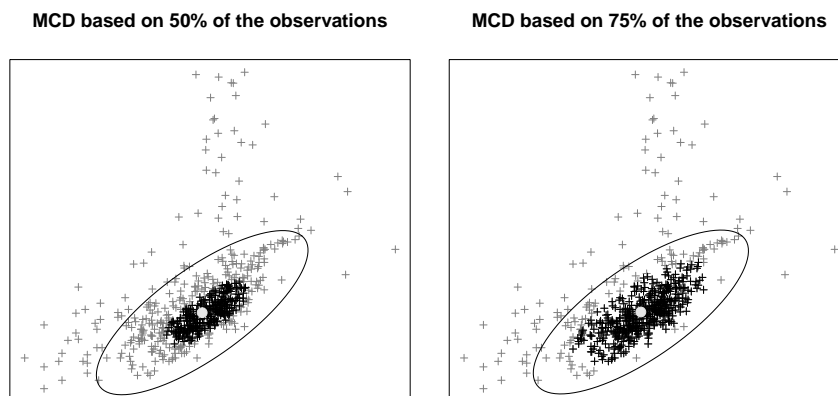 MCD based on 50% of the observations
MCD based on 75% of the observations